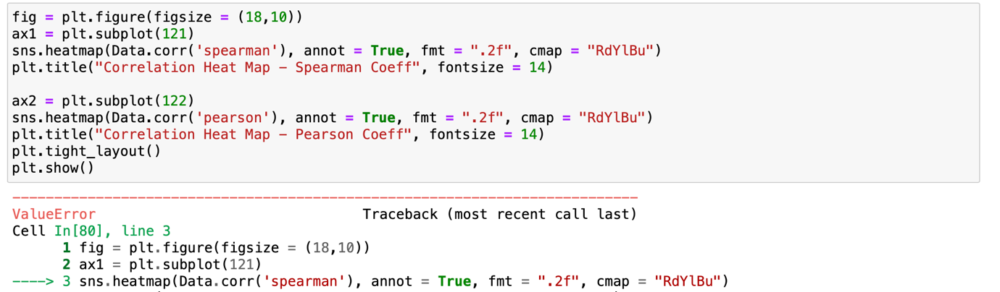 fig = plt.figure(figsize = (18,10))
ax1 = plt.subplot(121)
sns.heatmap(Data.corr('spearman'), annot = True, fmt = ".2f", cmap = "RdYlBu")
plt.title("Correlation Heat Map - Spearman Coeff", fontsize = 14)

ax2 = plt.subplot(122)
sns.heatmap(Data.corr('pearson'), annot = True, fmt = ".2f", cmap = "RdYlBu")
plt.title("Correlation Heat Map - Pearson Coeff", fontsize = 14)
plt.tight_layout()
plt.show()
---------------------------------------------------------------------------
ValueError                                Traceback (most recent call last)
Cell In[80], line 3
      1 fig = plt.figure(figsize = (18,10))
      2 ax1 = plt.subplot(121)
----> 3 sns.heatmap(Data.corr('spearman'), annot = True, fmt = ".2f", cmap = "RdYlBu")